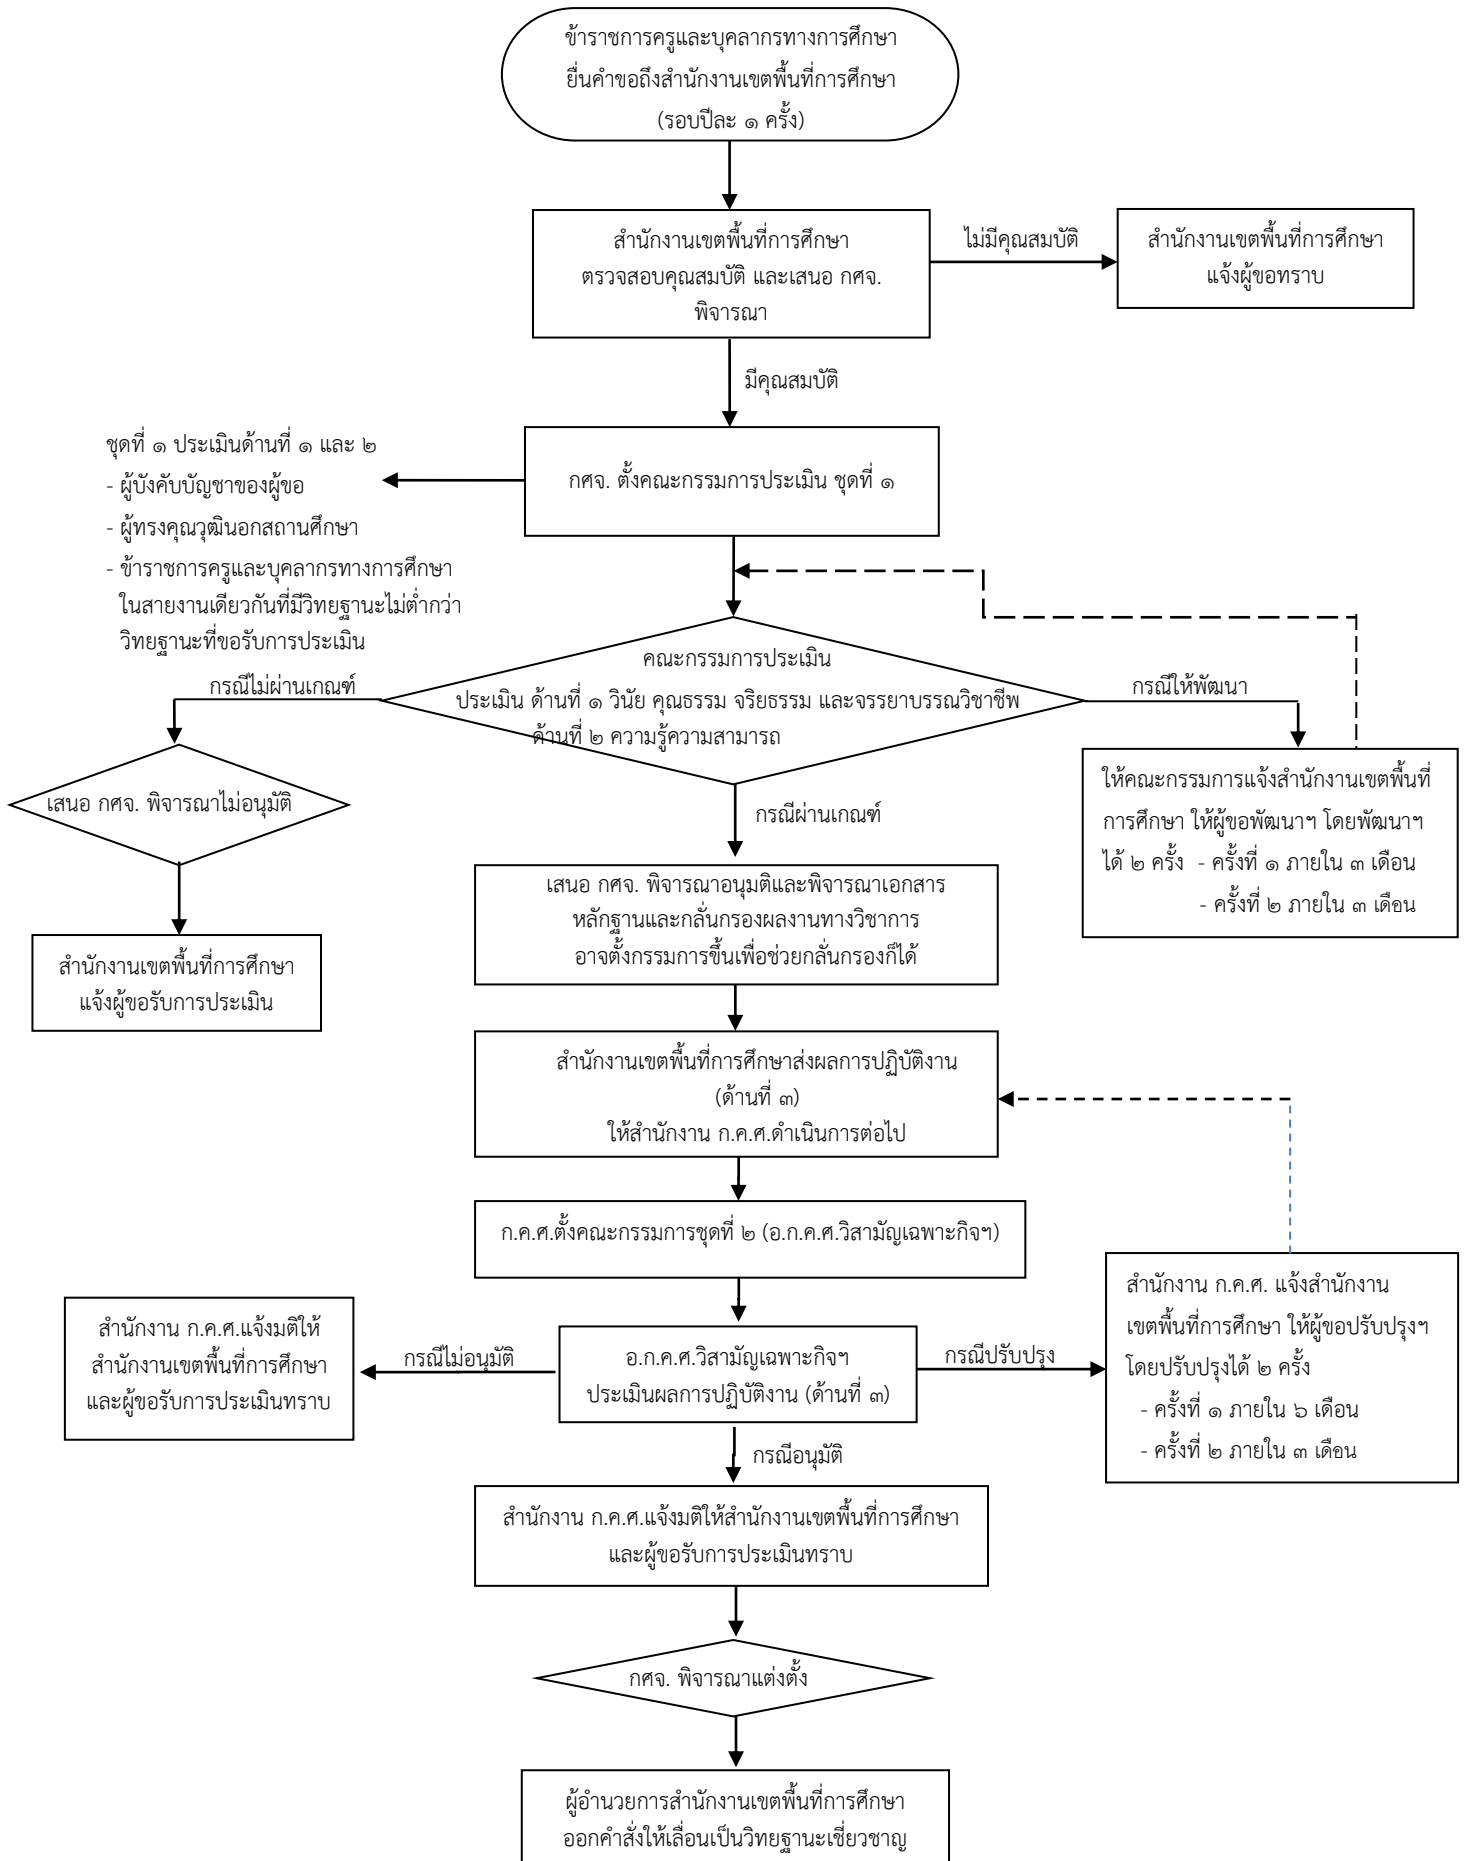 ข้าราชการครูและบุคลากรทางการศึกษา
ยื่นคำขอถึงสำนักงานเขตพื้นที่การศึกษา
(รอบปีละ ๑ ครั้ง)
สำนักงานเขตพื้นที่การศึกษา
ตรวจสอบคุณสมบัติ และเสนอ กศจ.
พิจารณา
ไม่มีคุณสมบัติ
สำนักงานเขตพื้นที่การศึกษา
แจ้งผู้ขอทราบ
มีคุณสมบัติ
กศจ. ตั้งคณะกรรมการประเมิน ชุดที่ ๑
ชุดที่ ๑ ประเมินด้านที่ ๑ และ ๒
- ผู้บังคับบัญชาของผู้ขอ
- ผู้ทรงคุณวุฒินอกสถานศึกษา
- ข้าราชการครูและบุคลากรทางการศึกษา
ในสายงานเดียวกันที่มีวิทยฐานะไม่ต่ำกว่า
วิทยฐานะที่ขอรับการประเมิน
คณะกรรมการประเมิน
ประเมิน ด้านที่ ๑ วินัย คุณธรรม จริยธรรม และจรรยาบรรณวิชาชีพ
ด้านที่ ๒ ความรู้ความสามารถ
กรณีไม่ผ่านเกณฑ์
กรณีให้พัฒนา
เสนอ กศจ. พิจารณาไม่อนุมัติ
สำนักงานเขตพื้นที่การศึกษา
แจ้งผู้ขอรับการประเมิน
กรณีผ่านเกณฑ์
ให้คณะกรรมการแจ้งสำนักงานเขตพื้นที่
การศึกษา ให้ผู้ขอพัฒนาฯ โดยพัฒนาฯ
ได้ ๒ ครั้ง - ครั้งที่ ๑ ภายใน ๓ เดือน
- ครั้งที่ ๒ ภายใน ๓ เดือน
เสนอ กศจ. พิจารณาอนุมติและพิจารณาเอกสาร
หลักฐานและกลั่นกรองผลงานทางวิชาการ
อาจตั้งกรรมการขึ้นเพื่อช่วยกลั่นกรองก็ได้
สำนักงานเขตพื้นที่การศึกษาส่งผลการปฏิบัติงาน
(ด้านที่ ๓)
ให้สำนักงาน ก.ค.ศ.ดำเนินการต่อไป
ก.ค.ศ.ตั้งคณะกรรมการชุดที่ ๒ (อ.ก.ค.ศ.วิสามัญเฉพาะกิจฯ)
อ.ก.ค.ศ.วิสามัญเฉพาะกิจฯ
ประเมินผลการปฏิบัติงาน (ด้านที่ ๓)
กรณีไม่อนุมัติ
สำนักงาน ก.ค.ศ.แจ้งมติให้
สำนักงานเขตพื้นที่การศึกษา
และผู้ขอรับการประเมินทราบ
กรณีปรับปรุง
สำนักงาน ก.ค.ศ. แจ้งสำนักงาน
เขตพื้นที่การศึกษา ให้ผู้ขอปรับปรุงฯ
โดยปรับปรุงได้ ๒ ครั้ง
- ครั้งที่ ๑ ภายใน ๖ เดือน
- ครั้งที่ ๒ ภายใน ๓ เดือน
กรณีอนุมัติ
สำนักงาน ก.ค.ศ.แจ้งมติให้สำนักงานเขตพื้นที่การศึกษา
และผู้ขอรับการประเมินทราบ
กศจ. พิจารณาแต่งตั้ง
ผู้อำนวยการสำนักงานเขตพื้นที่การศึกษา
ออกคำสั่งให้เลื่อนเป็นวิทยฐานะเชี่ยวชาญ